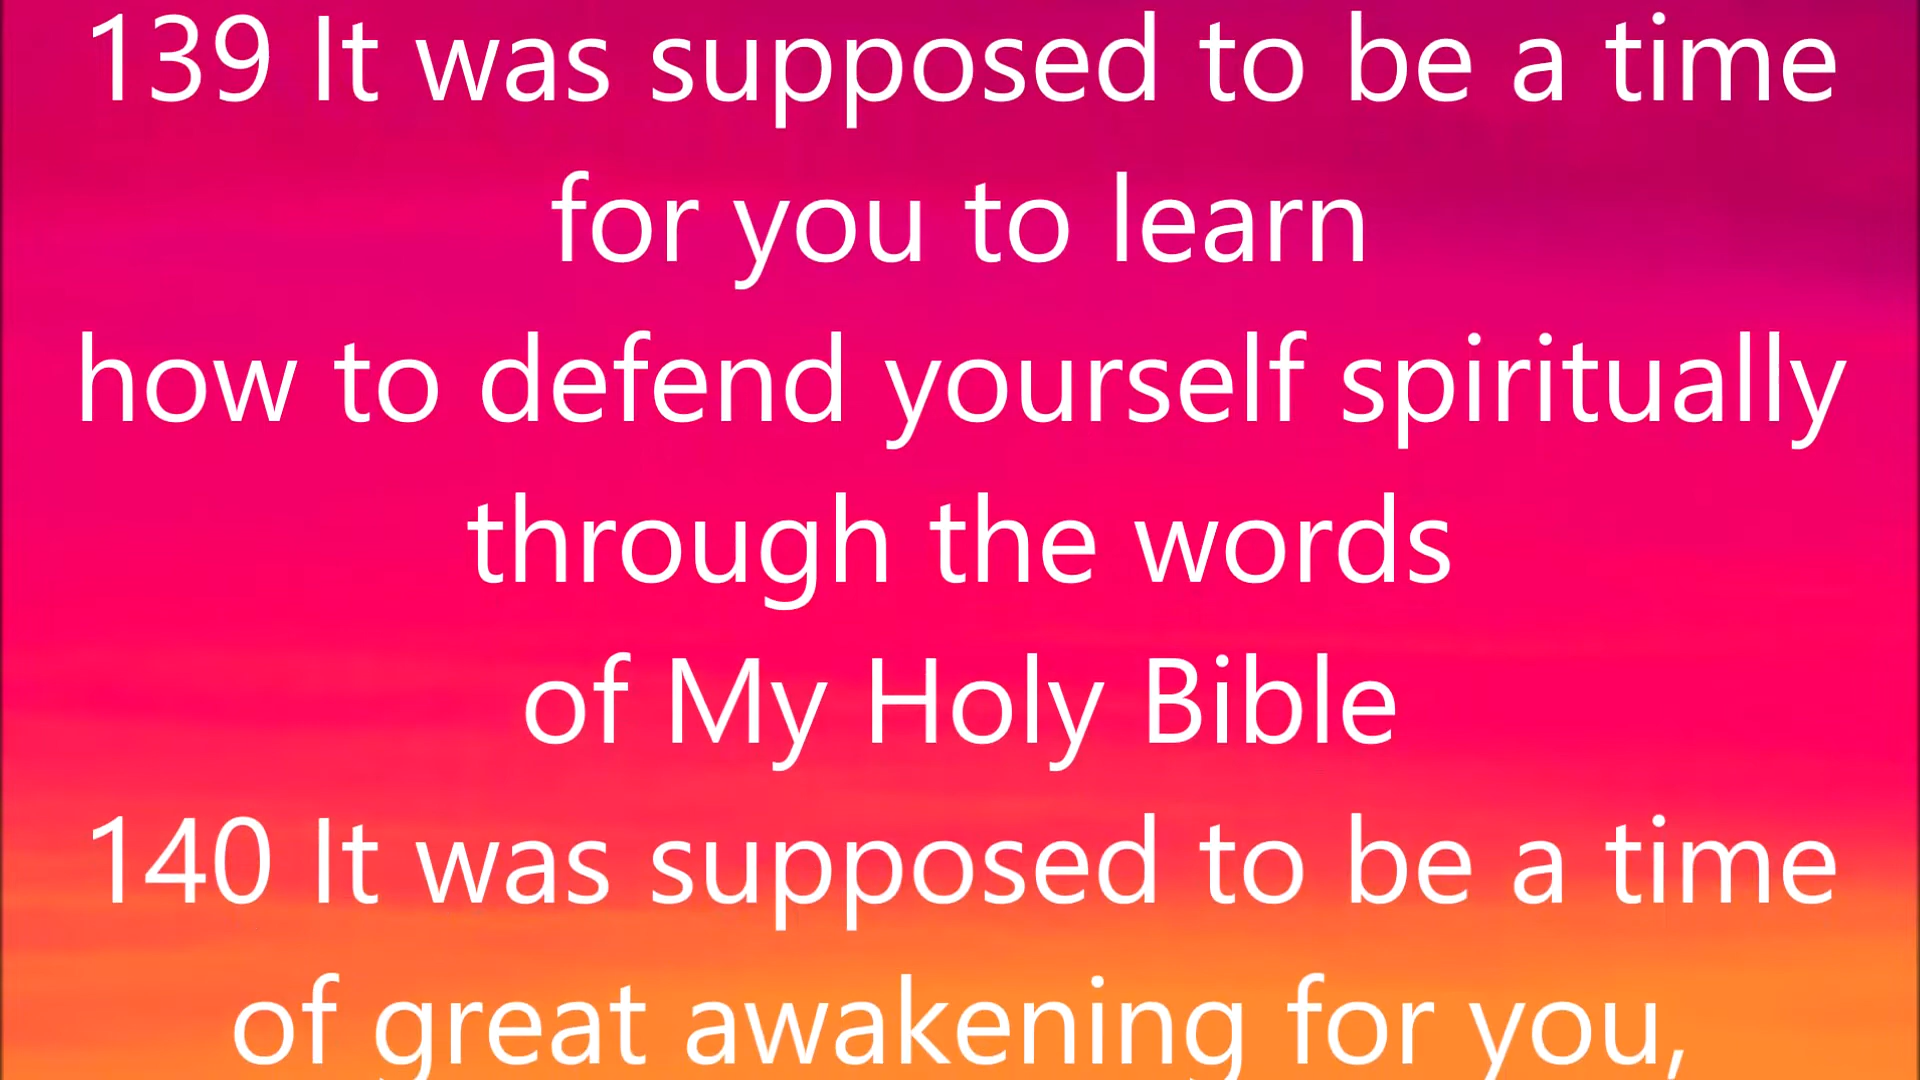 139 It was supposed to be a time
for you to learn
how to defend yourself spiritually
through the words
of My Holy Bible
140 It was supposed to be a time
of great awakening for you,